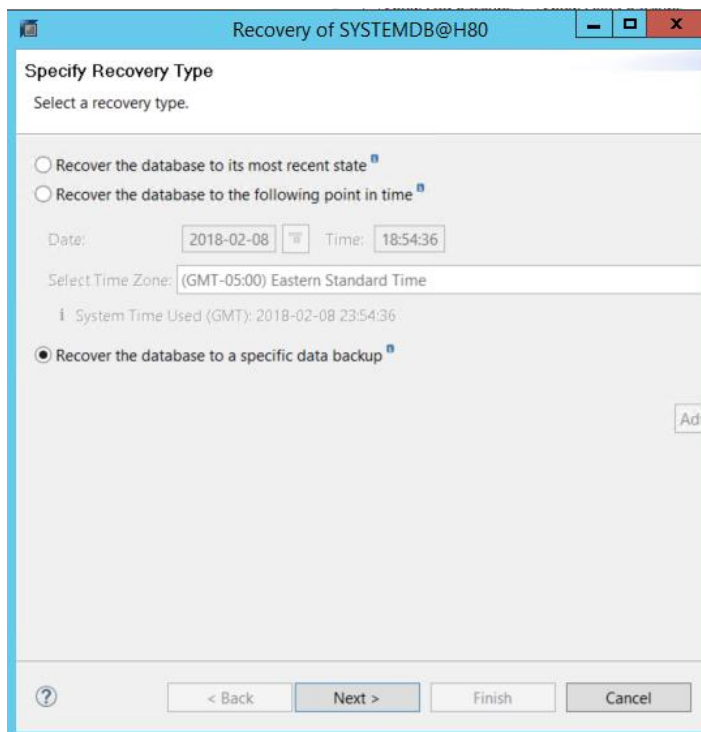 Recovery of SYSTEMDB@H80
Specify Recovery Type
Select a recovery type.
Recover the database to its most recent state
Recover the database to the following point in time
Date: 2018-02-08 Time: 18:54:36
Select Time Zone: (GMT-05:00) Eastern Standard Time
i System Time Used (GMT): 2018-02-08 23:54:36
Recover the database to a specific data backup
Ad
? < Back Next > Finish Cancel